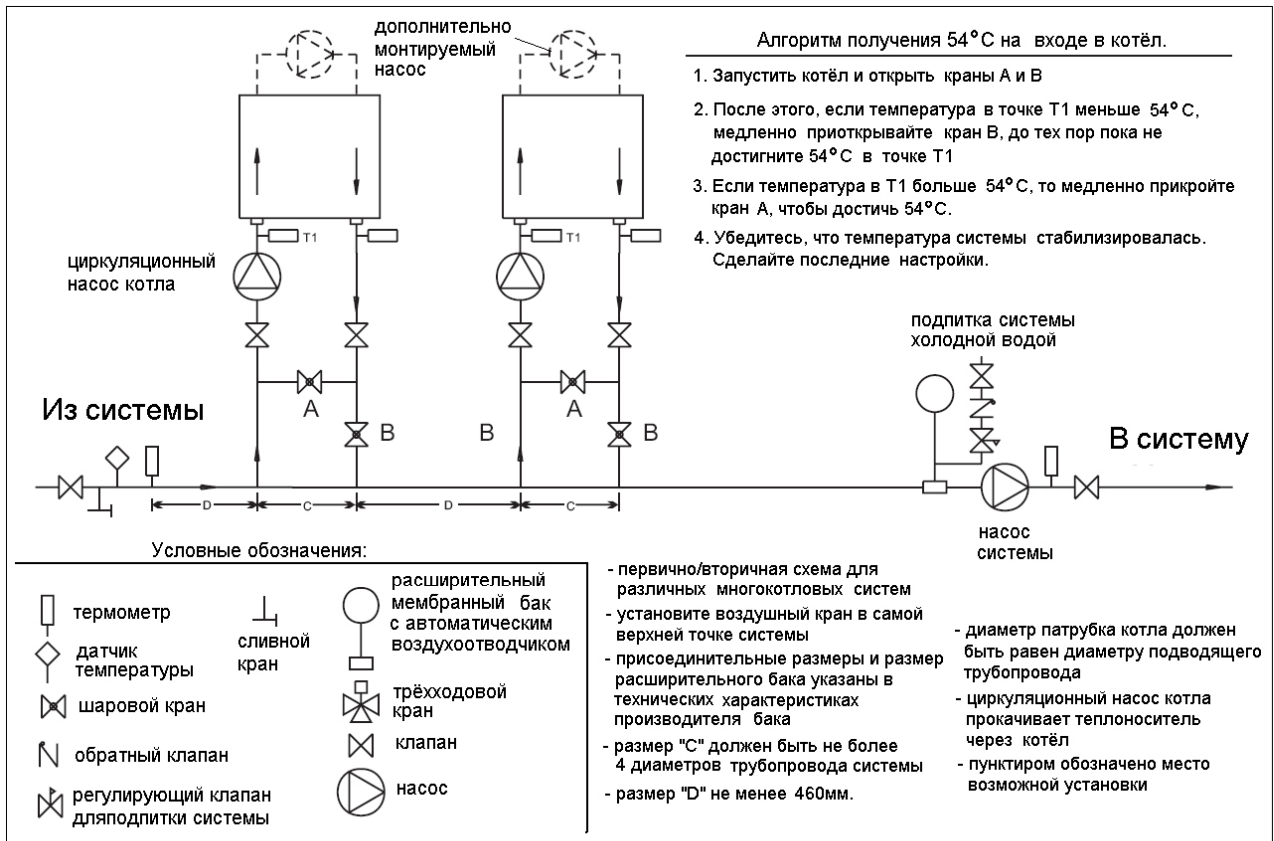 дополнительно
монтируемый
насос
Алгоритм получения 54°С на входе в котёл.
1. Запустить котёл и открыть краны А и В
2. После этого, если температура в точке Т1 меньше 54°С,
медленно приоткрывайте кран В, до тех пор пока не
достигните 54°С в точке Т1
3. Если температура в Т1 больше 54°С, то медленно прикройте
кран А, чтобы достичь 54°С.
4. Убедитесь, что температура системы стабилизировалась.
Сделайте последние настройки.
T1
T1
циркуляционный
насос котла
подпитка системы
холодной водой
Из системы
A
B
B
A
B
В систему
D
C
D
C
насос
системы
Условные обозначения:
термометр
сливной
кран
датчик
температуры
шаровой кран
обратный клапан
регулирующий клапан
дляподпитки системы
расширительный
мембранный бак
с автоматическим
воздухоотводчиком
трёхходовой
кран
клапан
насос
- первично/вторичная схема для
различных многокотловых систем
- установите воздушный кран в самой
верхней точке системы
- присоединительные размеры и размер
расширительного бака указаны в
технических характеристиках
производителя бака
- размер "С" должен быть не более
4 диаметров трубопровода системы
- размер "D" не менее 460мм.
- диаметр патрубка котла должен
быть равен диаметру подводящего
трубопровода
- циркуляционный насос котла
прокачивает теплоноситель
через котёл
- пунктиром обозначено место
возможной установки